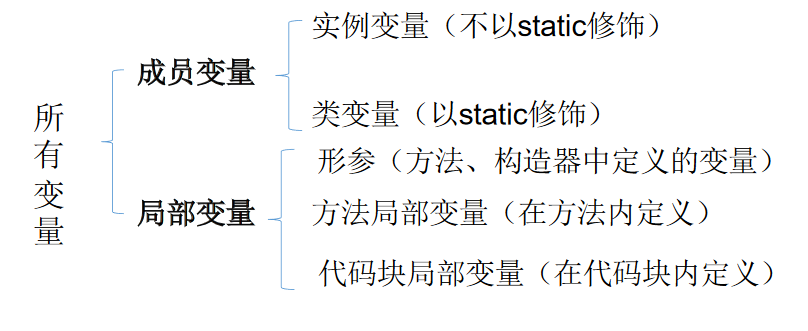 所有变量
成员变量
实例变量（不以static修饰）
类变量（以static修饰）
局部变量
形参（方法、构造器中定义的变量）
方法局部变量（在方法内定义）
代码块局部变量（在代码块内定义）